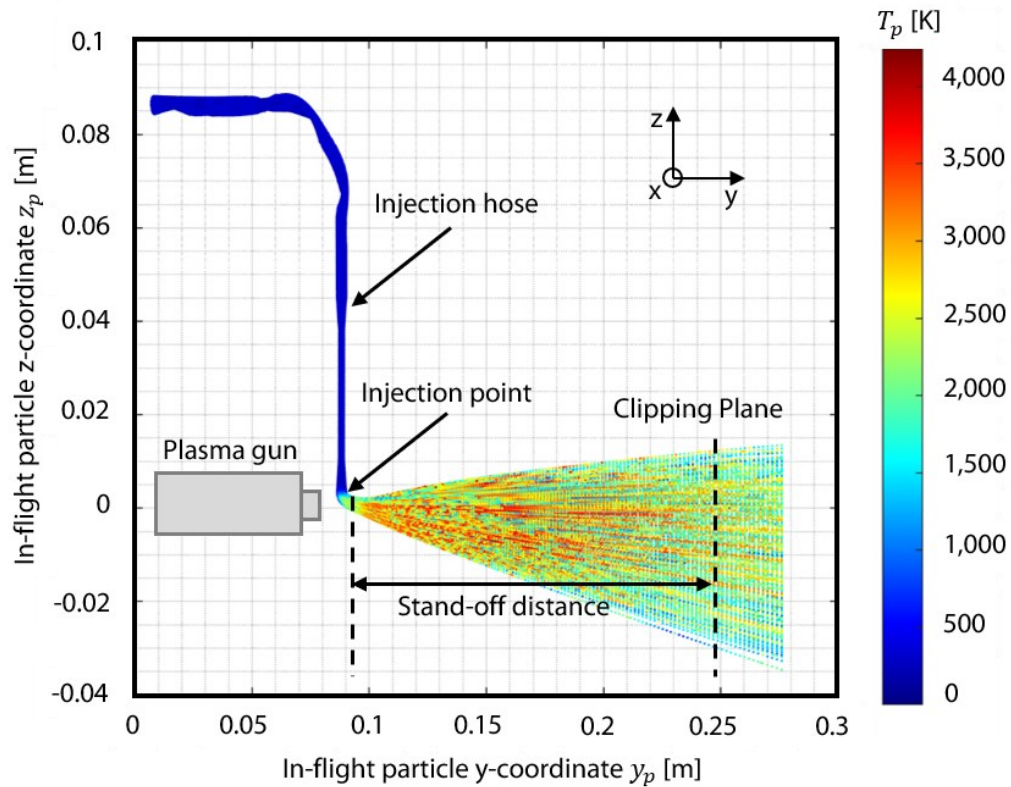 T_p [K]
0.1
0.08
0.06
0.04
0.02
0
-0.02
-0.04
In-flight particle z-coordinate z_p [m]
z
x
y
Injection hose
Injection point
Clipping Plane
Plasma gun
Stand-off distance
0
0.05
0.1
0.15
0.2
0.25
0.3
In-flight particle y-coordinate y_p [m]
4,000
3,500
3,000
2,500
2,000
1,500
1,000
500
0